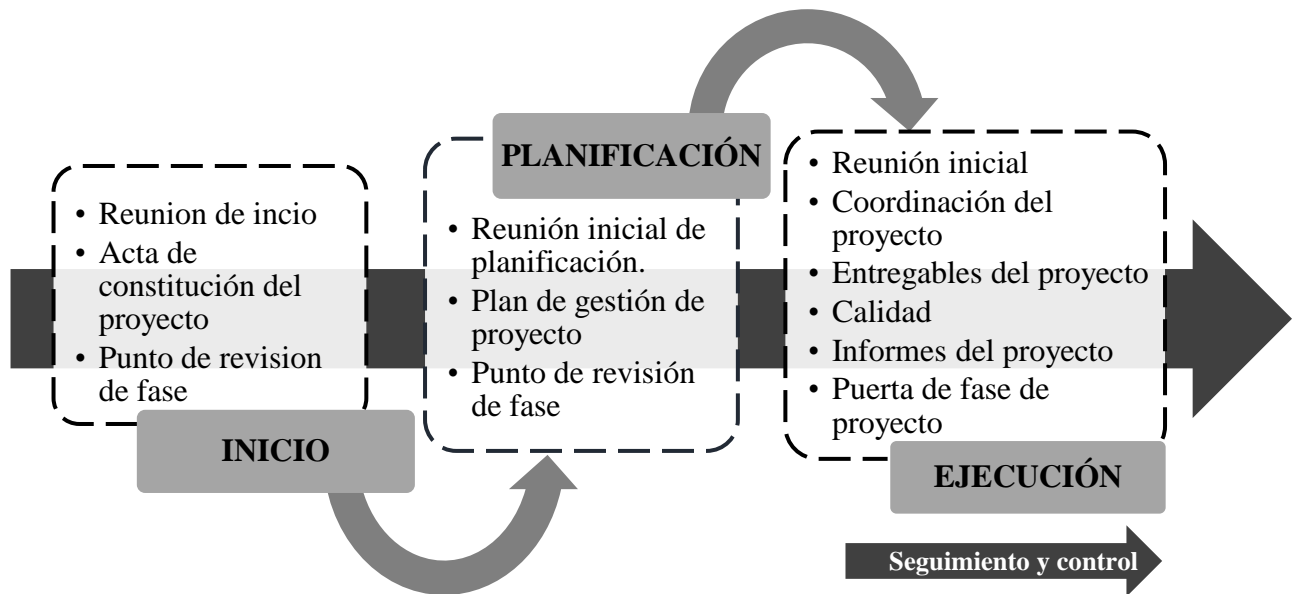 • Reunion de incio
• Acta de
constitución del
proyecto
• Punto de revision
de fase
INICIO
PLANIFICACIÓN
• Reunión inicial de
planificación.
• Plan de gestión de
proyecto
• Punto de revisión
de fase
• Reunión inicial
• Coordinación del
proyecto
• Entregables del proyecto
• Calidad
• Informes del proyecto
• Puerta de fase de
proyecto
EJECUCIÓN
Seguimiento y control